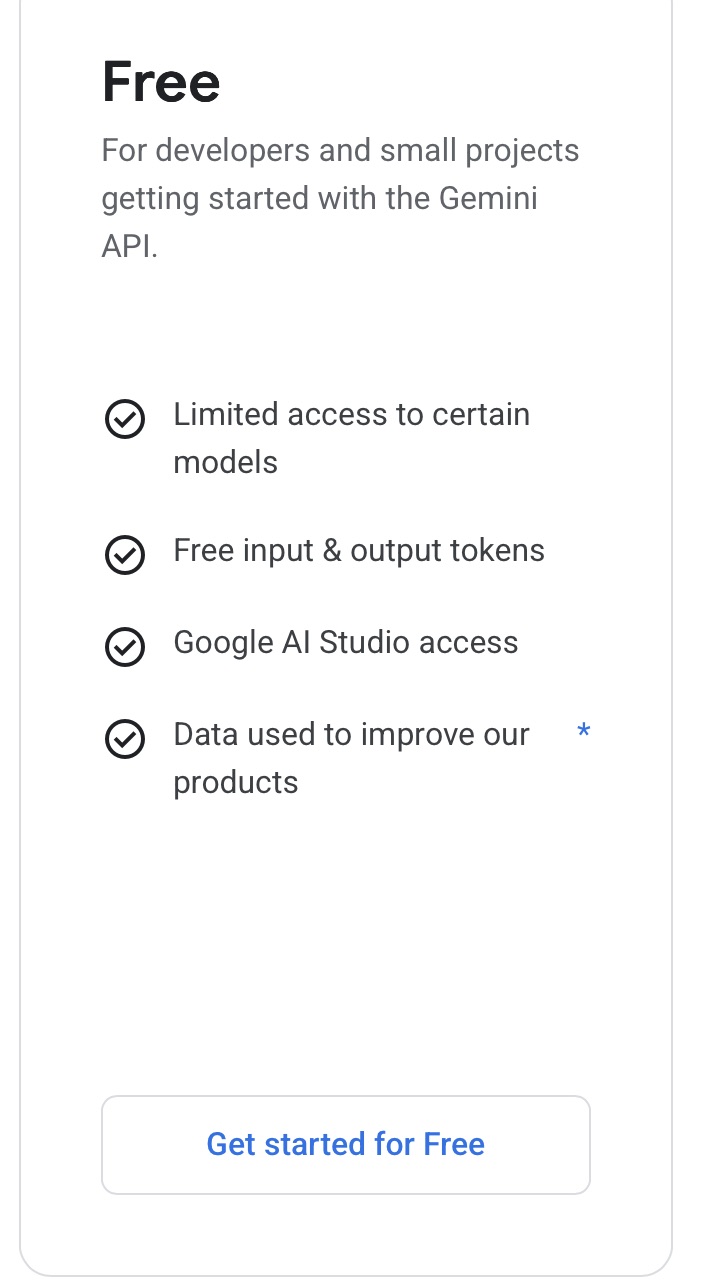 Free
For developers and small projects
getting started with the Gemini
API.
Limited access to certain
models
Free input & output tokens
Google AI Studio access
Data used to improve our *
products
Get started for Free